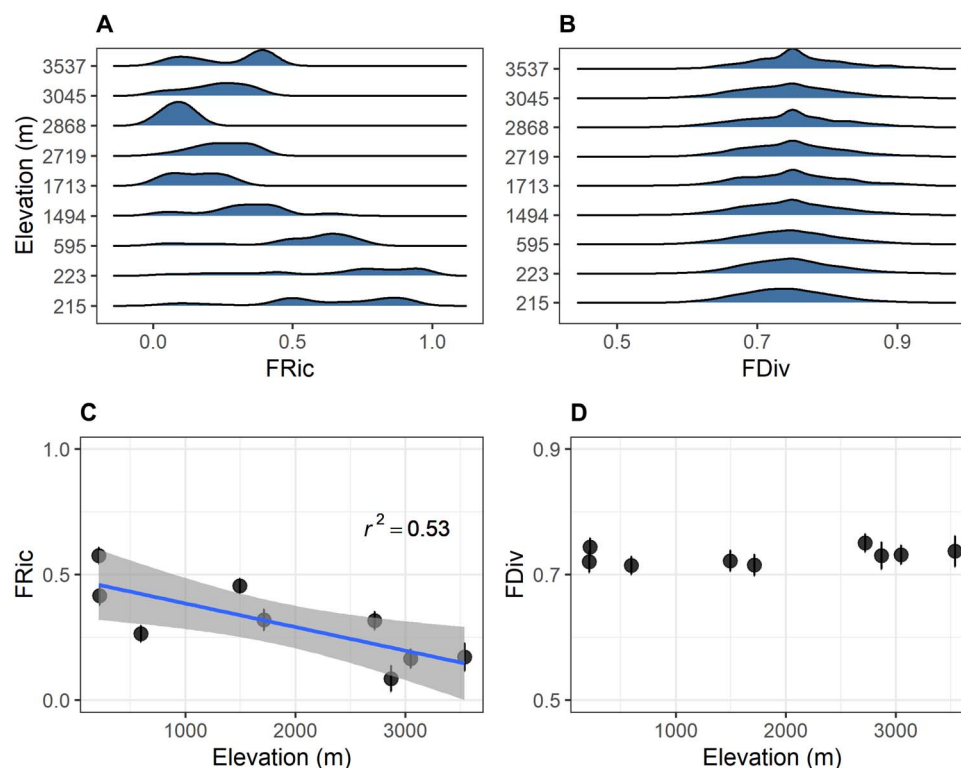 A
B
Elevation (m)
3537
3045
2868
2719
1713
1494
595
223
215
0.0 0.5 1.0
FRic
3537
3045
2868
2719
1713
1494
595
223
215
0.5 0.7 0.9
FDiv
C
D
FRic
1.0
0.5
0.0
r² = 0.53
1000 2000 3000
Elevation (m)
FDiv
0.9
0.7
0.5
1000 2000 3000
Elevation (m)